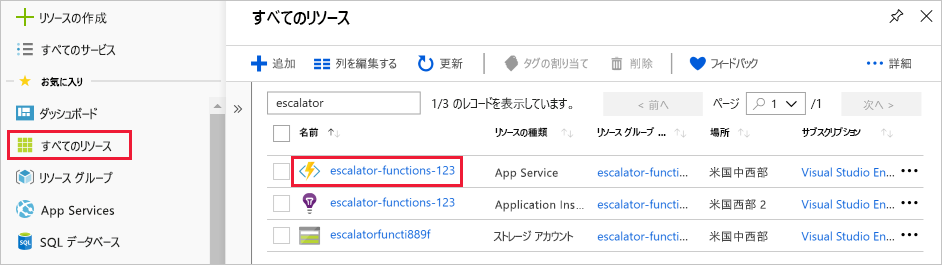 リソースの作成
すべてのサービス
お気に入り
ダッシュボード
すべてのリソース
リソース グループ
App Services
SQL データベース
すべてのリソース
追加 列を編集する 更新 タグの割り当て 削除 フィードバック 詳細
escalator 1/3 のレコードを表示しています。 < 前へ ページ 1 /1 次へ >
名前 リソースの種類 リソース グループ ... 場所 サブスクリプション
escalator-functions-123 App Service escalator-functi... 米国中西部 Visual Studio En...
escalator-functions-123 Application Ins... escalator-functi... 米国西部 2 Visual Studio En...
escalatorfuncti889f ストレージ アカウント escalator-functi... 米国中西部 Visual Studio En...